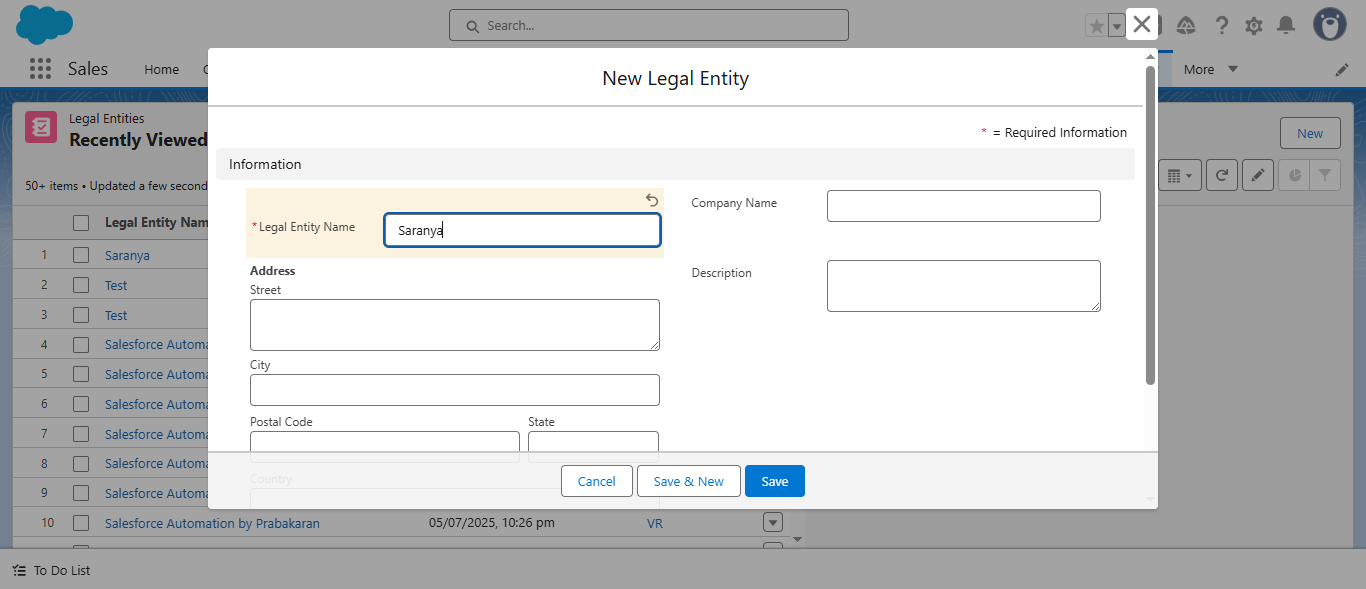 Search...
Sales
Home
More
Legal Entities
Recently Viewed
New
50+ items • Updated a few second
Legal Entity Nam
1 Saranya
2 Test
3 Test
4 Salesforce Automa
5 Salesforce Automa
6 Salesforce Automa
7 Salesforce Automa
8 Salesforce Automa
9 Salesforce Automa
10 Salesforce Automation by Prabakaran 05/07/2025, 10:26 pm VR
New Legal Entity
* = Required Information
Information
*Legal Entity Name
Saranya
Company Name
Address
Street
Description
City
Postal Code
State
Country
Cancel
Save & New
Save
To Do List